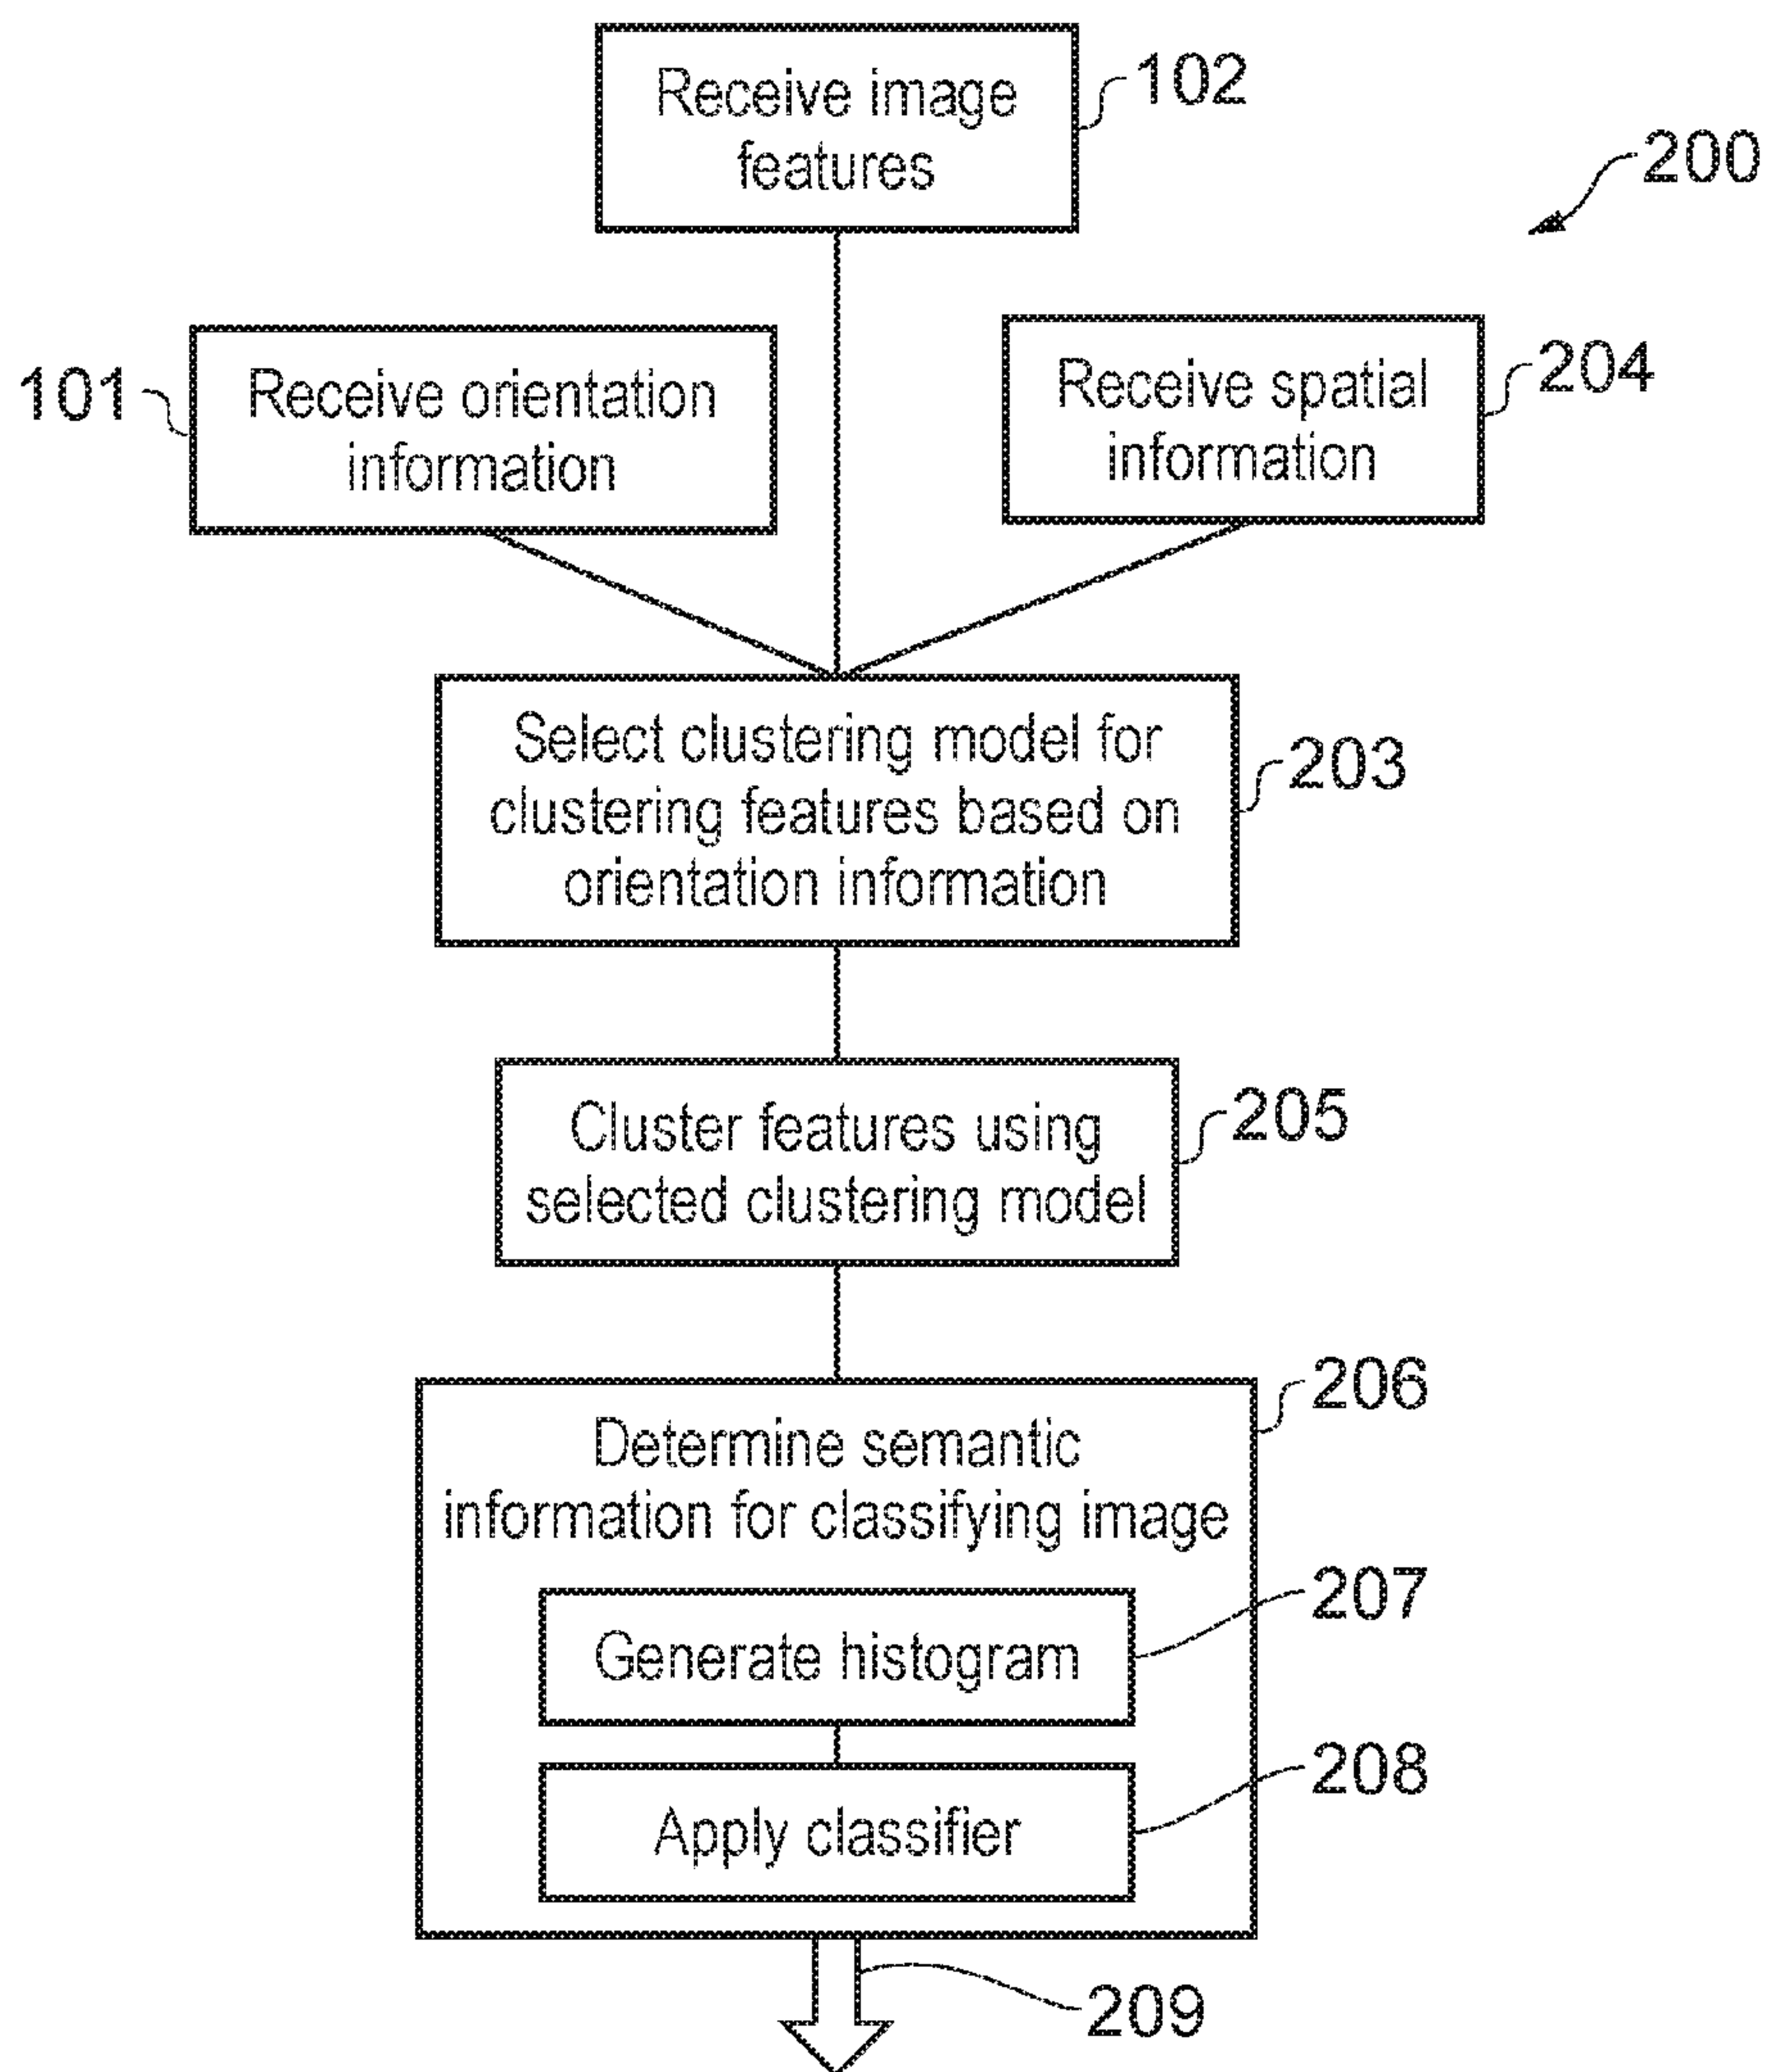 Receive image
features
102
200
101
Receive orientation
information
Receive spatial
information
204
Select clustering model for
clustering features based on
orientation information
203
Cluster features using
selected clustering model
205
206
Determine semantic
information for classifying image
207
Generate histogram
208
Apply classifier
209